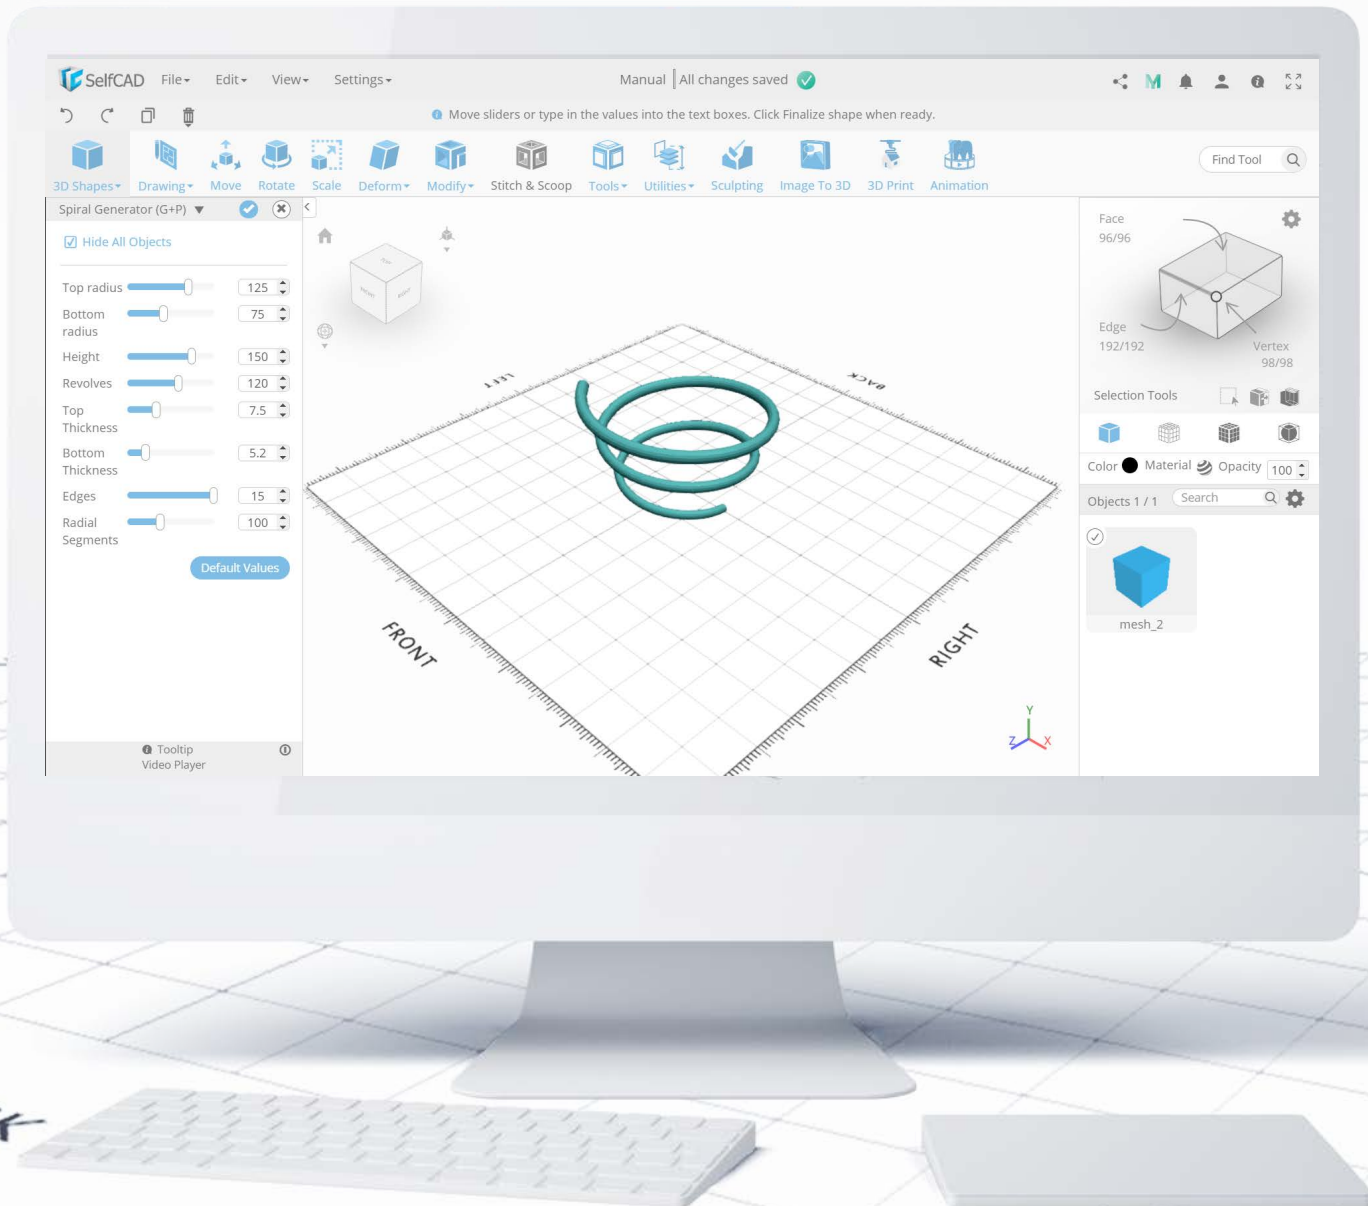 SelfCAD File Edit View Settings Manual All changes saved
Move sliders or type in the values into the text boxes. Click Finalize shape when ready.
3D Shapes Drawing Move Rotate Scale Deform Modify Stitch & Scoop Tools Utilities Sculpting Image To 3D 3D Print Animation Find Tool
Spiral Generator (G+P)
Hide All Objects
Top radius 125
Bottom radius 75
Height 150
Revolves 120
Top Thickness 7.5
Bottom Thickness 5.2
Edges 15
Radial Segments 100
Default Values
Tooltip
Video Player
TOP
FRONT RIGHT
LEFT
BACK
FRONT
RIGHT
Y
Z X
Face
96/96
Edge
192/192
Vertex
98/98
Selection Tools
Color Material Opacity 100
Objects 1 / 1 Search
mesh_2